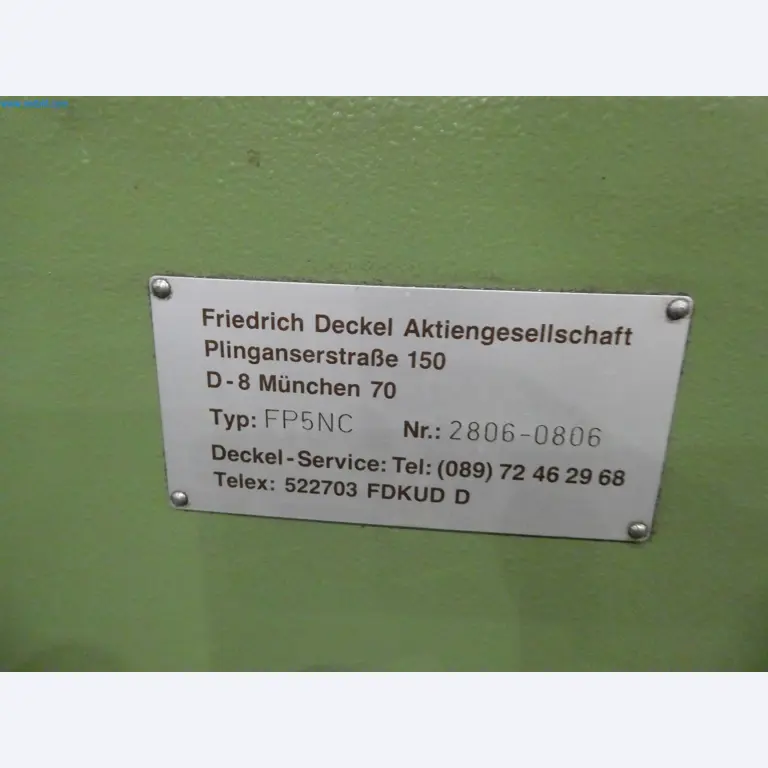 Friedrich Deckel Aktiengesellschaft
Plinganserstraße 150
D-8 München 70
Typ: FP5NC Nr.: 2806-0806
Deckel-Service: Tel: (089) 72 46 29 68
Telex: 522703 FDKUD D